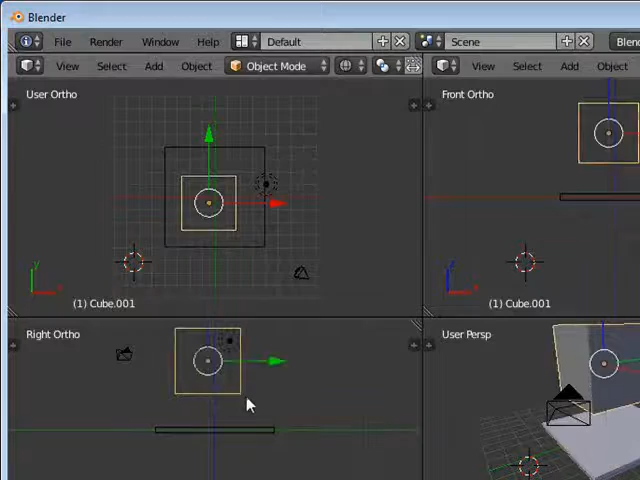 Blender
File Render Window Help Default Scene Blen
View Select Add Object Object Mode View Select Add Object
User Ortho Front Ortho
y
x
z
x
(1) Cube.001 (1) Cube.001
Right Ortho User Persp